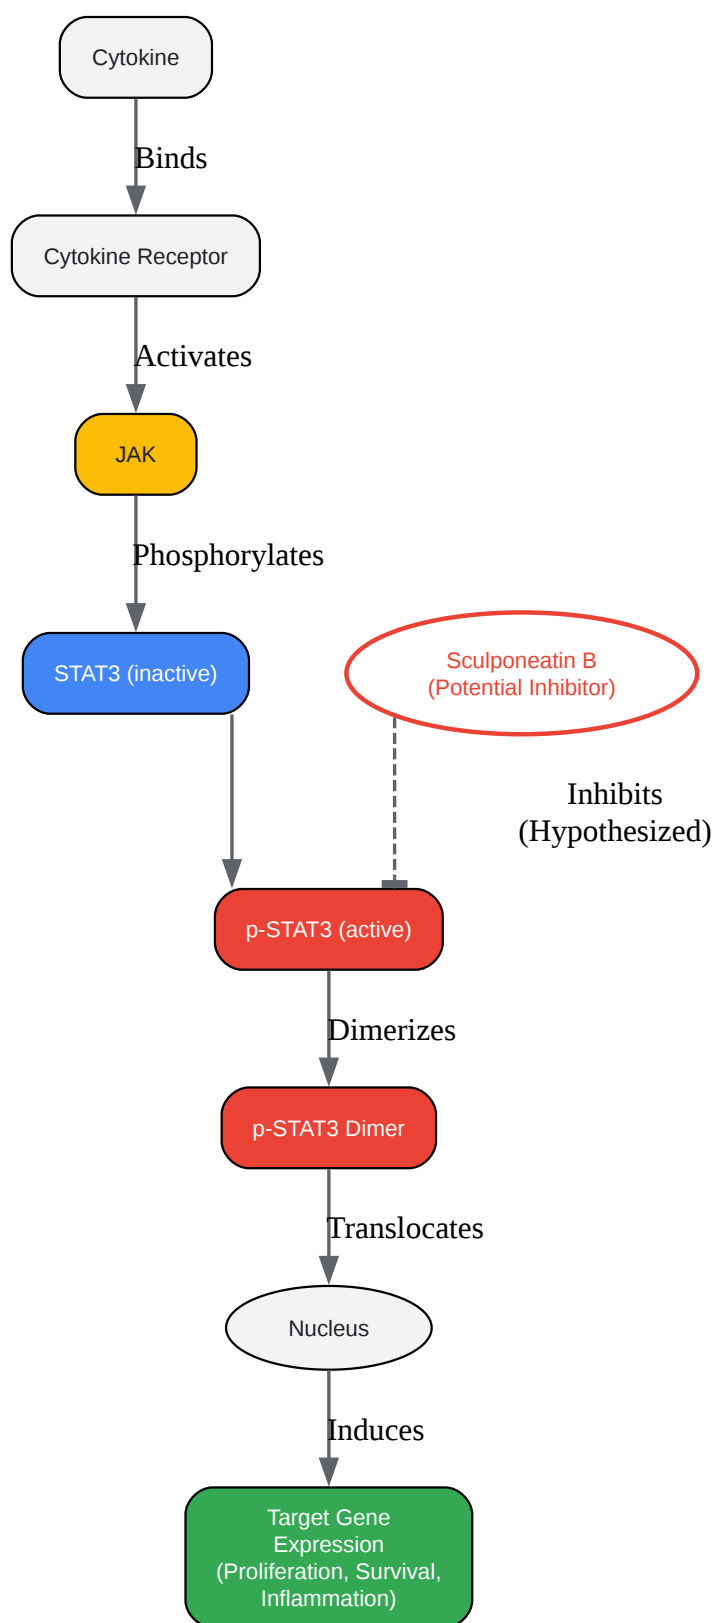 Cytokine
Binds
Cytokine Receptor
Activates
JAK
Phosphorylates
STAT3 (inactive)
Sculponeatin B
(Potential Inhibitor)
Inhibits
(Hypothesized)
p-STAT3 (active)
Dimerizes
p-STAT3 Dimer
Translocates
Nucleus
Induces
Target Gene
Expression
(Proliferation, Survival,
Inflammation)